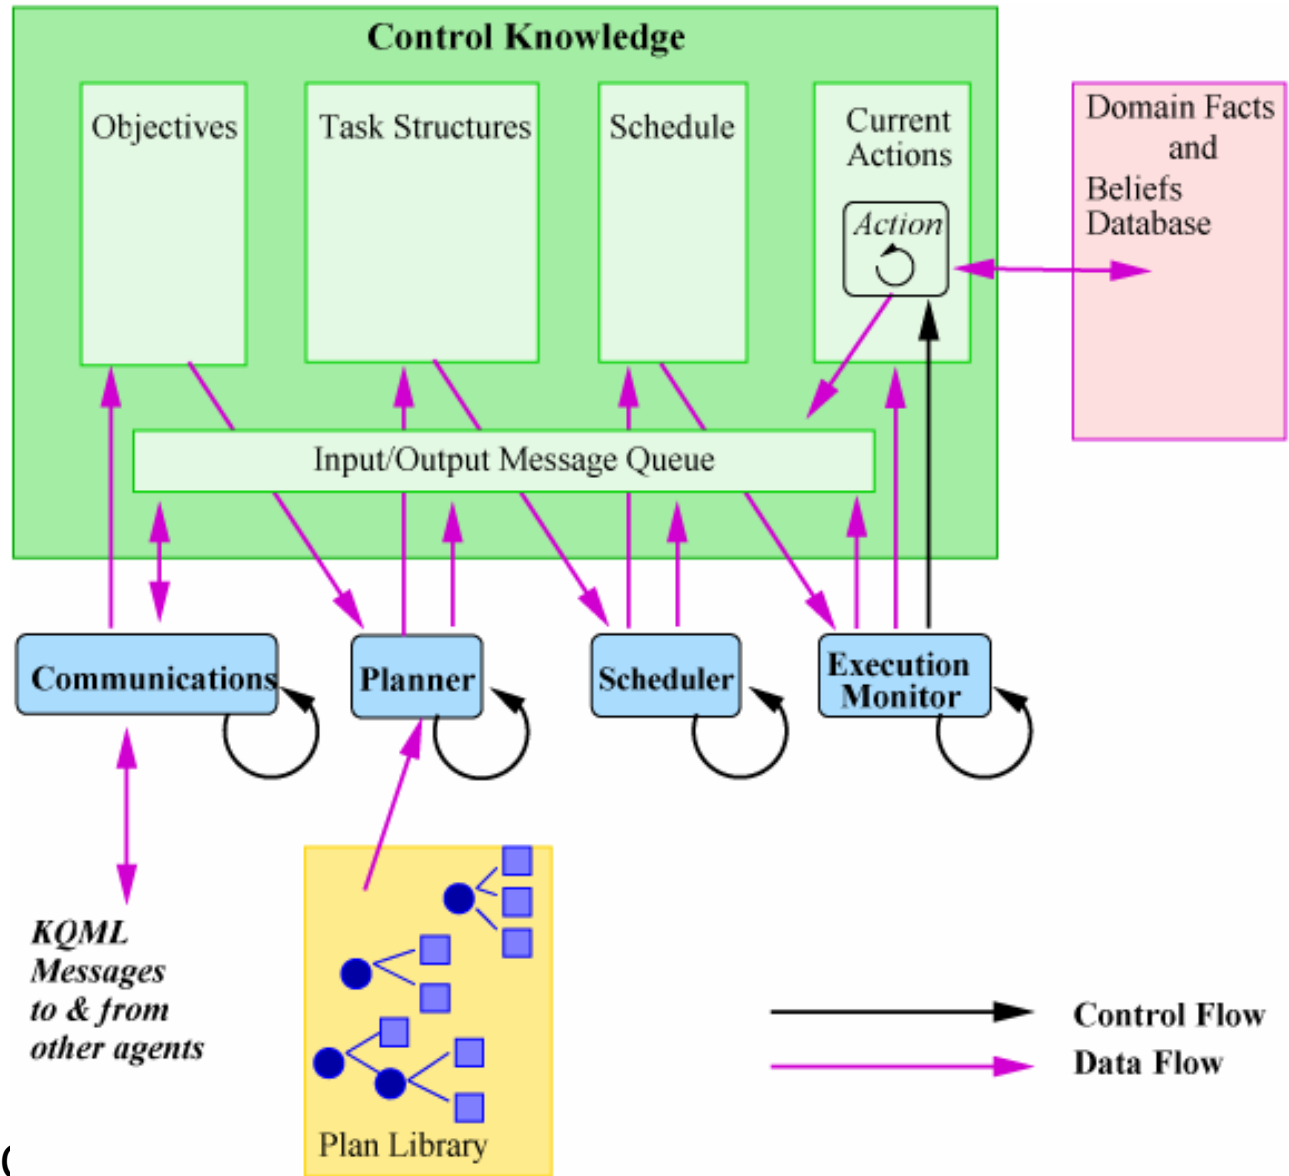 Control Knowledge
Objectives
Task Structures
Schedule
Current
Actions
Action
Domain Facts
and
Beliefs
Database
Input/Output Message Queue
Communications
Planner
Scheduler
Execution
Monitor
KQML
Messages
to & from
other agents
Plan Library
Control Flow
Data Flow